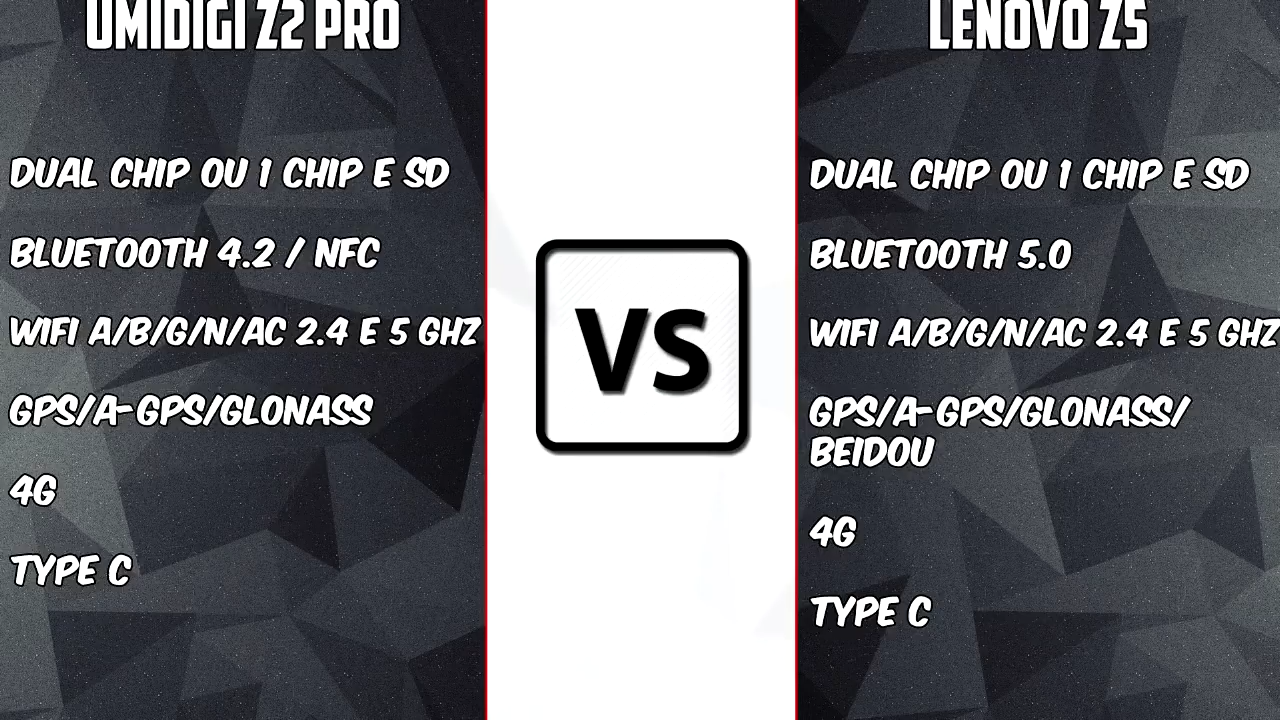 UMIDIGI Z2 PRO
DUAL CHIP OU 1 CHIP E SD
BLUETOOTH 4.2 / NFC
WIFI A/B/G/N/AC 2.4 E 5 GHZ
GPS/A-GPS/GLONASS
4G
TYPE C
VS
LENOVO Z5
DUAL CHIP OU 1 CHIP E SD
BLUETOOTH 5.0
WIFI A/B/G/N/AC 2.4 E 5 GHZ
GPS/A-GPS/GLONASS/
BEIDOU
4G
TYPE C